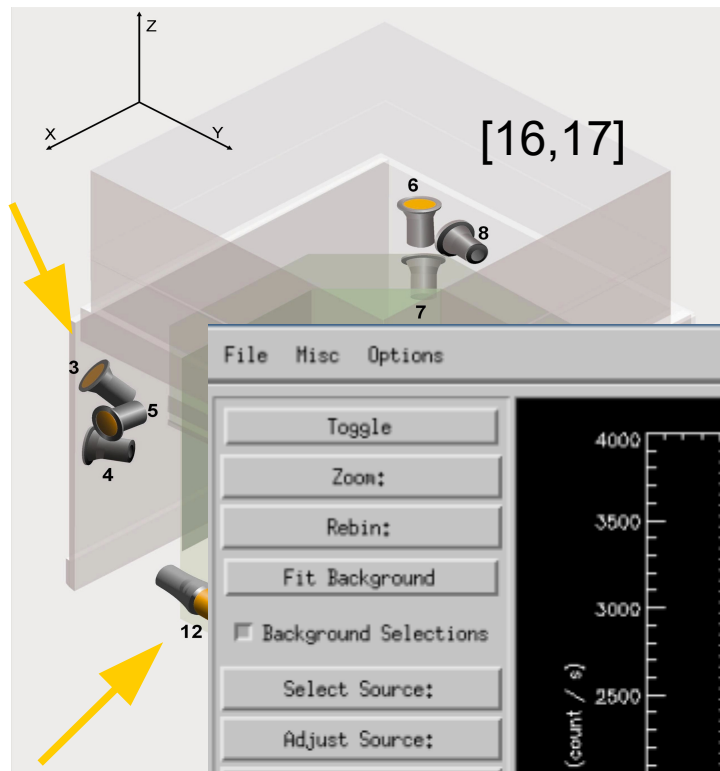 Z
X
Y
[16,17]
6
8
7
3
5
4
12
File Misc Options
Toggle
Zoom:
Rebin:
Fit Background
Background Selections
Select Source:
Adjust Source:
4000
3500
3000
2500
(count / s)